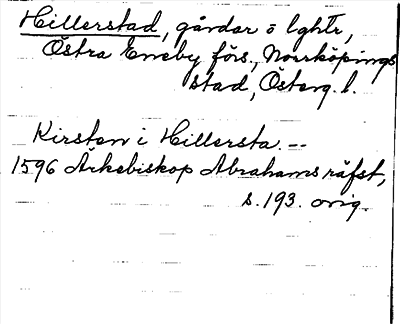 Hillerstad, gårdar o lghtr,
Östra Eneby förs., Norrköpings
stad, Österg. l.
Kirsten i Hillersta. --
1596 Ärkebiskop Abrahams räfst,
s. 193. orig.